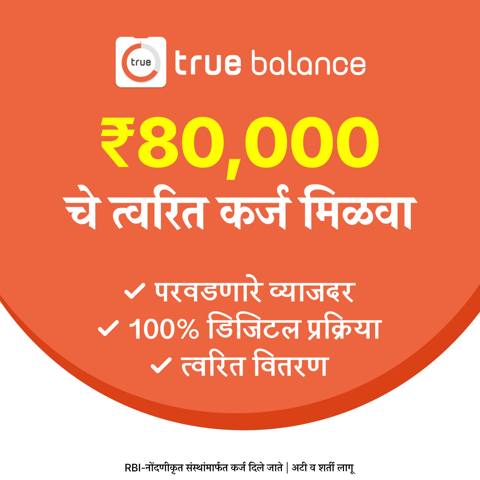 true
true balance
₹80,000
चे त्वरित कर्ज मिळवा
✓ परवडणारे व्याजदर
✓ 100% डिजिटल प्रक्रिया
✓ त्वरित वितरण
RBI-नोंदणीकृत संस्थांमार्फत कर्ज दिले जाते | अटी व शर्ती लागू